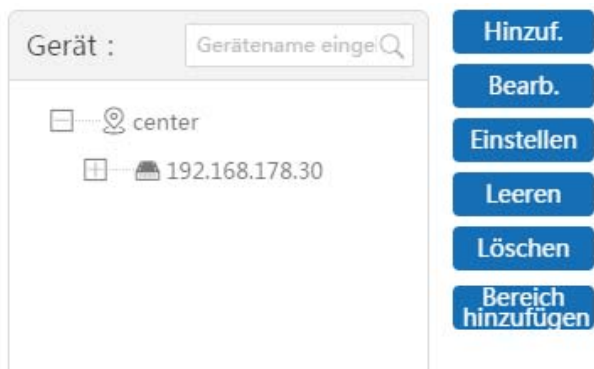 Gerät :
Gerätename einge
center
192.168.178.30
Hinzuf.
Bearb.
Einstellen
Leeren
Löschen
Bereich
hinzufügen